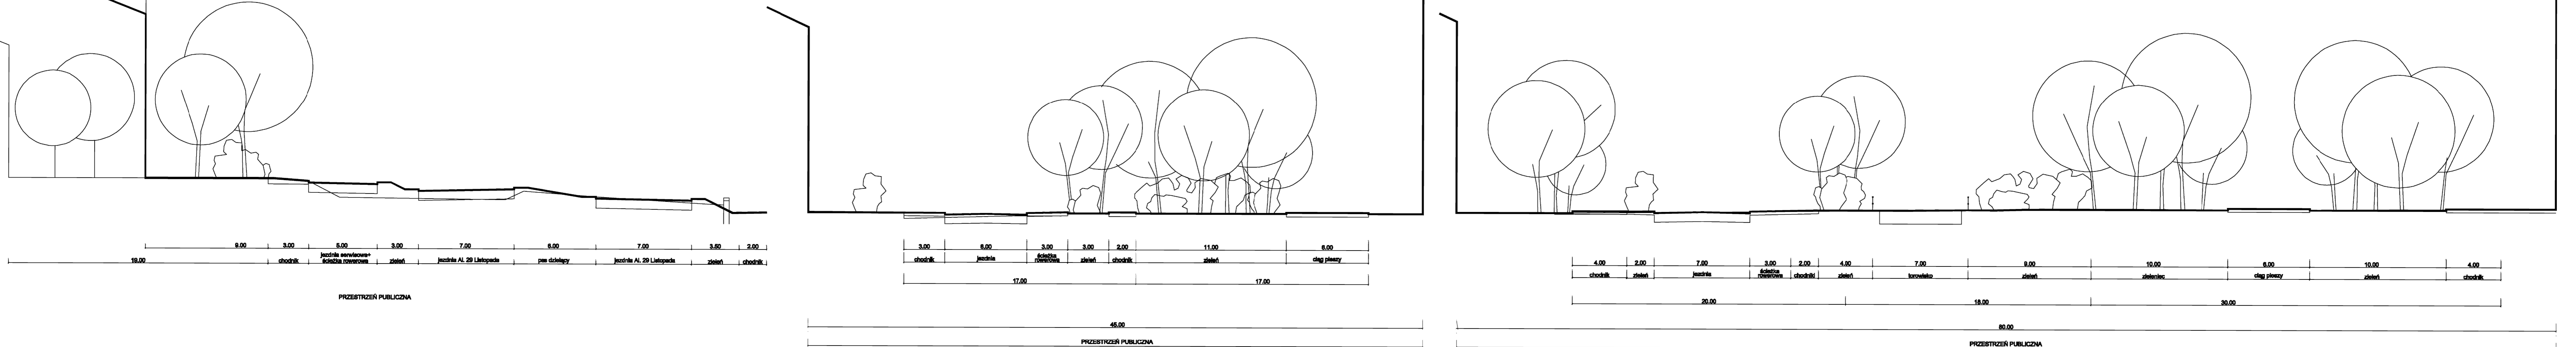 9.00 3.00 5.00 3.00 7.00 6.00 7.00 3.50 2.00
19.00 chodnik jezdnia serwisowa+ ścieżka rowerowa zieleń jezdnia Al. 29 Listopada pas dzielący jezdnia Al. 29 Listopada zieleń chodnik
PRZESTRZEŃ PUBLICZNA
3.00 6.00 3.00 3.00 2.00 11.00 6.00
chodnik jezdnia ścieżka rowerowa zieleń chodnik zieleń ciąg pieszy
17.00 17.00
45.00
PRZESTRZEŃ PUBLICZNA
4.00 2.00 7.00 3.00 2.00 4.00 7.00 9.00 10.00 6.00 10.00 4.00
chodnik zieleń jezdnia ścieżka rowerowa chodnik zieleń torowisko zieleń zieleniec ciąg pieszy zieleń chodnik
20.00 18.00 30.00
80.00
PRZESTRZEŃ PUBLICZNA